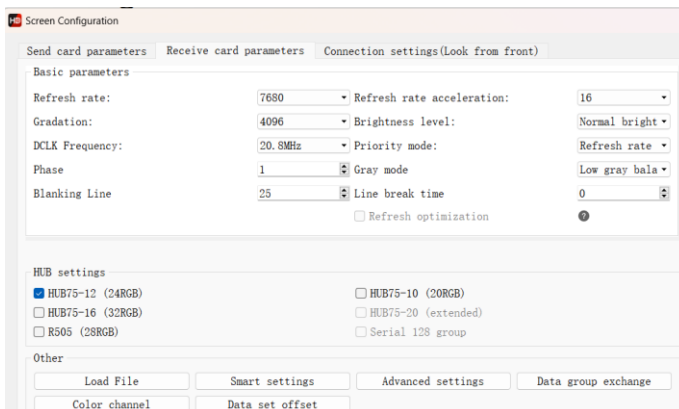 HD Screen Configuration
Send card parameters Receive card parameters Connection settings(Look from front)
Basic parameters
Refresh rate: 7680 Refresh rate acceleration: 16
Gradation: 4096 Brightness level: Normal bright
DCLK Frequency: 20.8MHz Priority mode: Refresh rate
Phase 1 Gray mode Low gray bala
Blanking Line 25 Line break time 0
Refresh optimization ?
HUB settings
HUB75-12 (24RGB) HUB75-10 (20RGB)
HUB75-16 (32RGB) HUB75-20 (extended)
R505 (28RGB) Serial 128 group
Other
Load File Smart settings Advanced settings Data group exchange
Color channel Data set offset